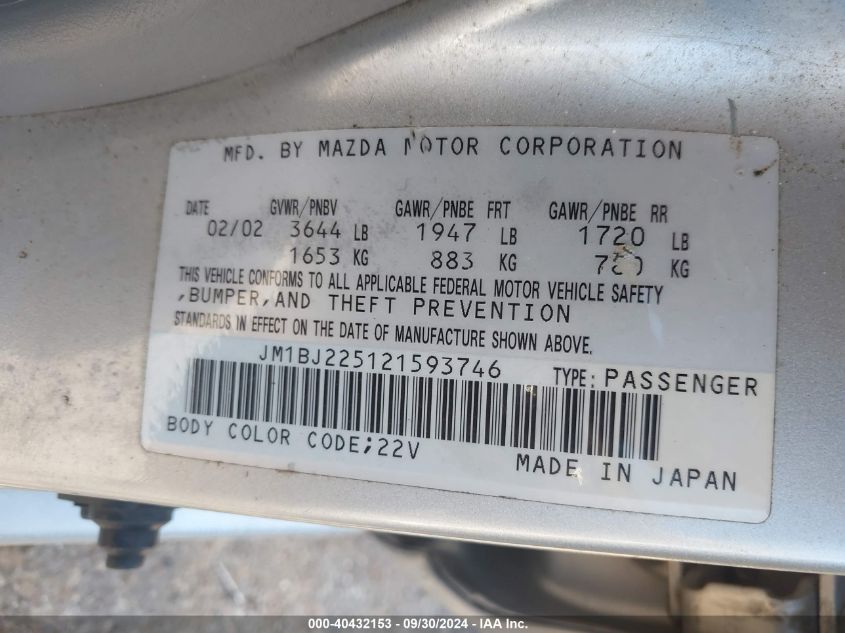 MFD. BY MAZDA MOTOR CORPORATION
DATE GVWR/PNBV GAWR/PNBE FRT GAWR/PNBE RR
02/02 3644 LB 1947 LB 1720 LB
1653 KG 883 KG KG
THIS VEHICLE CONFORMS TO ALL APPLICABLE FEDERAL MOTOR VEHICLE SAFETY
,BUMPER,AND THEFT PREVENTION
STANDARDS IN EFFECT ON THE DATE OF MANUFACTURE SHOWN ABOVE.
JM1BJ225121593746 TYPE: PASSENGER
BODY COLOR CODE;22V
MADE IN JAPAN
000-40432153 - 09/30/2024 - IAA Inc.